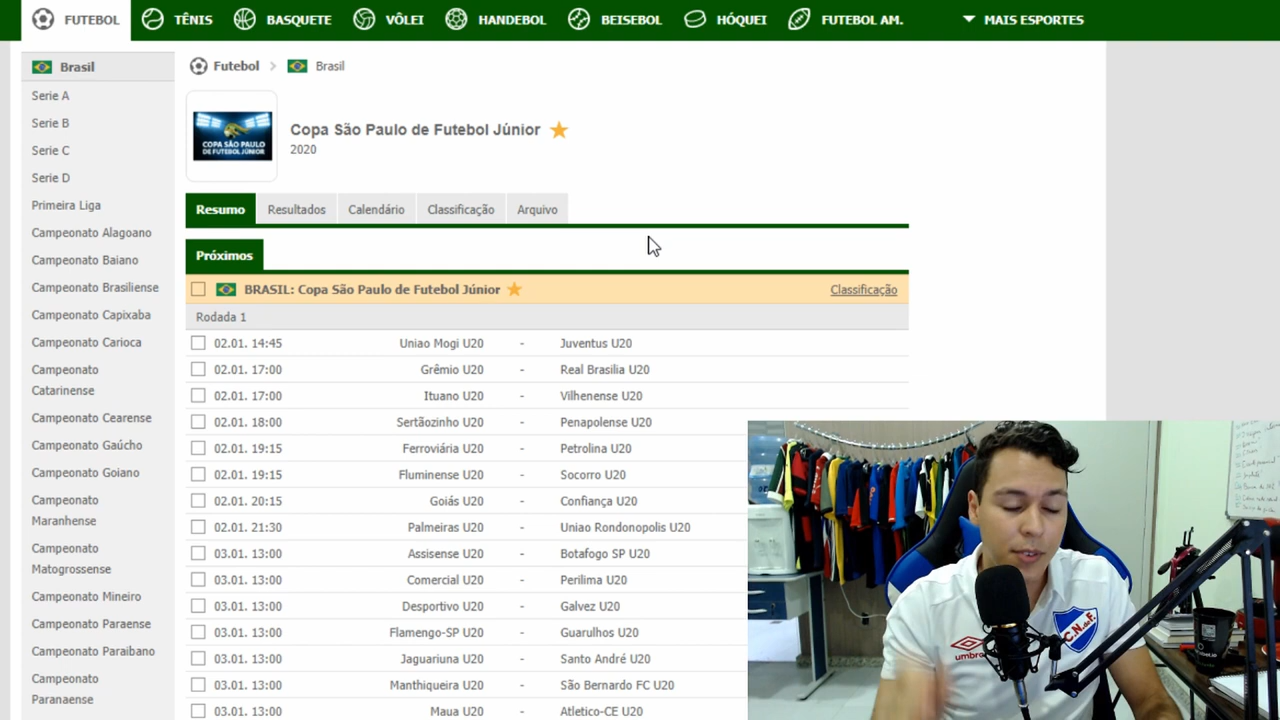 FUTEBOL TÊNIS BASQUETE VÔLEI HANDEBOL BEISEBOL HÓQUEI FUTEBOL AM. MAIS ESPORTES
Brasil
Serie A
Serie B
Serie C
Serie D
Primeira Liga
Campeonato Alagoano
Campeonato Baiano
Campeonato Brasiliense
Campeonato Capixaba
Campeonato Carioca
Campeonato
Catarinense
Campeonato Cearense
Campeonato Gaúcho
Campeonato Goiano
Campeonato
Maranhense
Campeonato
Matogrossense
Campeonato Mineiro
Campeonato Paraense
Campeonato Paraibano
Campeonato
Paranaense
Futebol > Brasil
COPA SÃO PAULO
DE FUTEBOL JÚNIOR
Copa São Paulo de Futebol Júnior
2020
Resumo Resultados Calendário Classificação Arquivo
Próximos
BRASIL: Copa São Paulo de Futebol Júnior Classificação
Rodada 1
02.01. 14:45 Uniao Mogi U20 - Juventus U20
02.01. 17:00 Grêmio U20 - Real Brasilia U20
02.01. 17:00 Ituano U20 - Vilhenense U20
02.01. 18:00 Sertãozinho U20 - Penapolense U20
02.01. 19:15 Ferroviária U20 - Petrolina U20
02.01. 19:15 Fluminense U20 - Socorro U20
02.01. 20:15 Goiás U20 - Confiança U20
02.01. 21:30 Palmeiras U20 - Uniao Rondonopolis U20
03.01. 13:00 Assisense U20 - Botafogo SP U20
03.01. 13:00 Comercial U20 - Perilima U20
03.01. 13:00 Desportivo U20 - Galvez U20
03.01. 13:00 Flamengo-SP U20 - Guarulhos U20
03.01. 13:00 Jaguariuna U20 - Santo André U20
03.01. 13:00 Manthiqueira U20 - São Bernardo FC U20
03.01. 13:00 Maua U20 - Atletico-CE U20
umbro
C.N.deF.